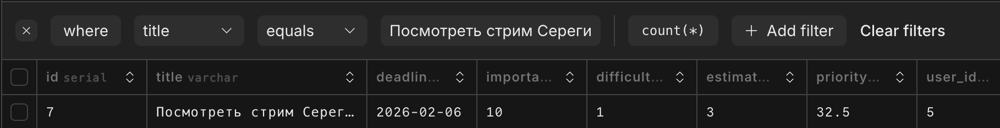 where title equals Посмотреть стрим Сереги count(*) Add filter Clear filters
id serial title varchar deadlin... importa... difficult... estimat... priority... user_id...
7 Посмотреть стрим Серег... 2026-02-06 10 1 3 32.5 5